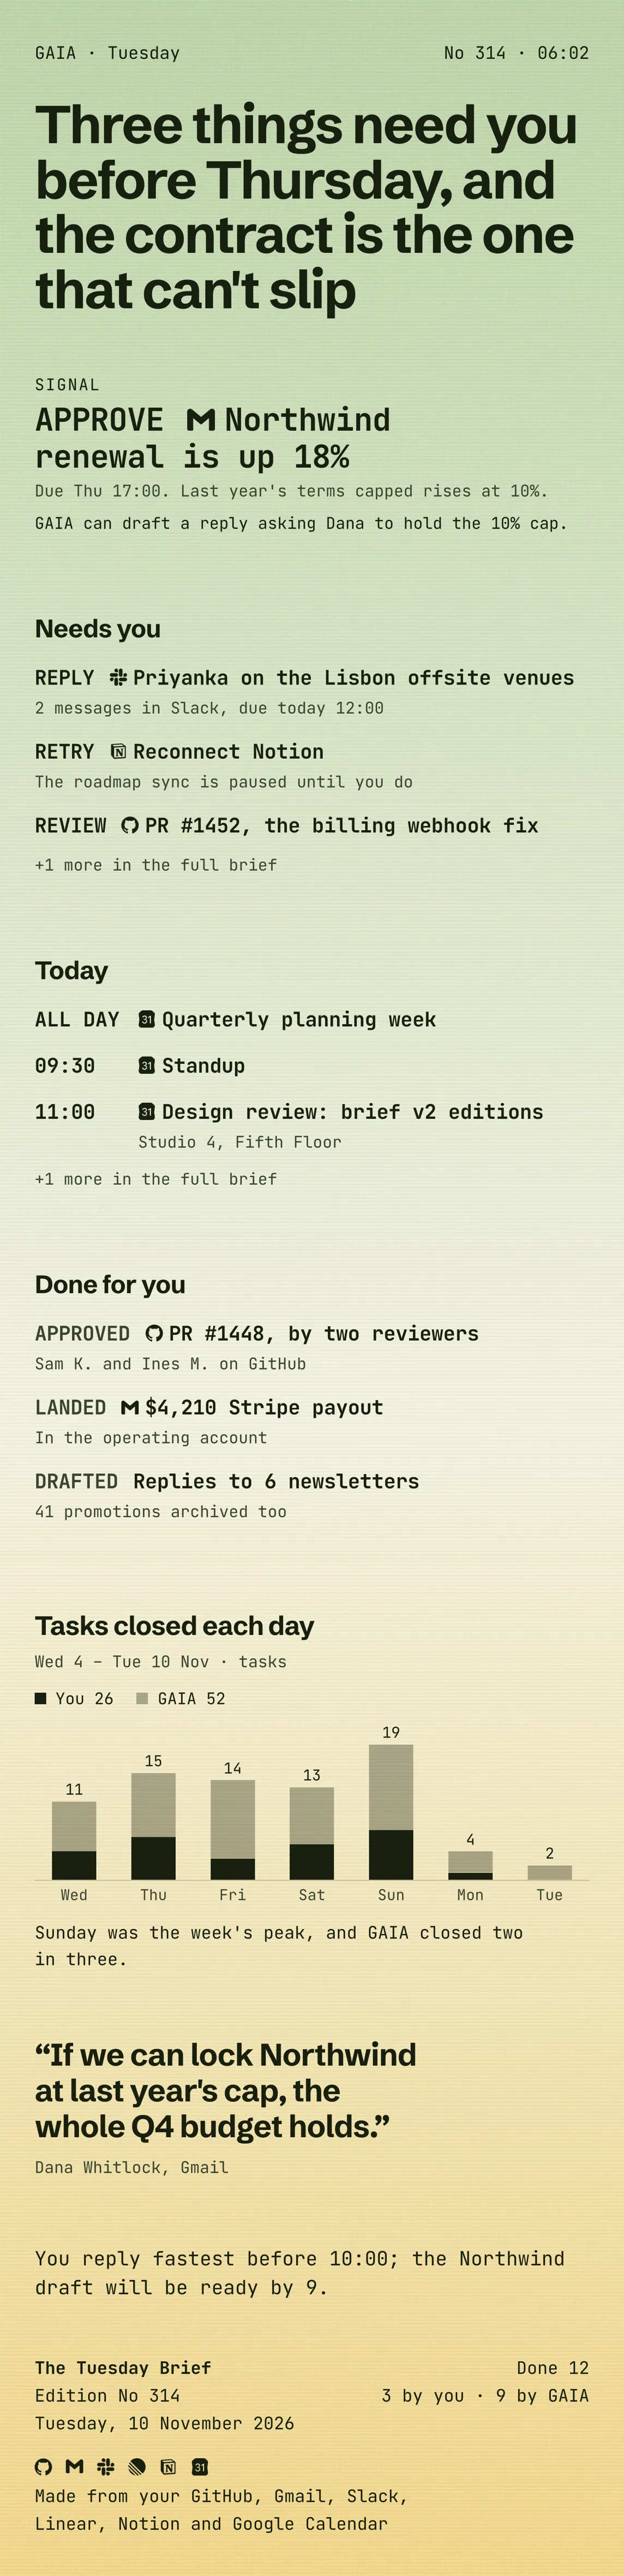 GAIA · Tuesday
No 314 · 06:02
Three things need you
before Thursday, and
the contract is the one
that can't slip
SIGNAL
APPROVE Northwind
renewal is up 18%
Due Thu 17:00. Last year's terms capped rises at 10%.
GAIA can draft a reply asking Dana to hold the 10% cap.
Needs you
REPLY Priyanka on the Lisbon offsite venues
2 messages in Slack, due today 12:00
RETRY Reconnect Notion
The roadmap sync is paused until you do
REVIEW PR #1452, the billing webhook fix
+1 more in the full brief
Today
ALL DAY 31 Quarterly planning week
09:30 31 Standup
11:00 31 Design review: brief v2 editions
Studio 4, Fifth Floor
+1 more in the full brief
Done for you
APPROVED PR #1448, by two reviewers
Sam K. and Ines M. on GitHub
LANDED $4,210 Stripe payout
In the operating account
DRAFTED Replies to 6 newsletters
41 promotions archived too
Tasks closed each day
Wed 4 – Tue 10 Nov · tasks
You 26 GAIA 52
11 15 14 13 19 4 2
Wed Thu Fri Sat Sun Mon Tue
Sunday was the week's peak, and GAIA closed two
in three.
“If we can lock Northwind
at last year's cap, the
whole Q4 budget holds.”
Dana Whitlock, Gmail
You reply fastest before 10:00; the Northwind
draft will be ready by 9.
The Tuesday Brief
Done 12
Edition No 314
3 by you · 9 by GAIA
Tuesday, 10 November 2026
31
Made from your GitHub, Gmail, Slack,
Linear, Notion and Google Calendar